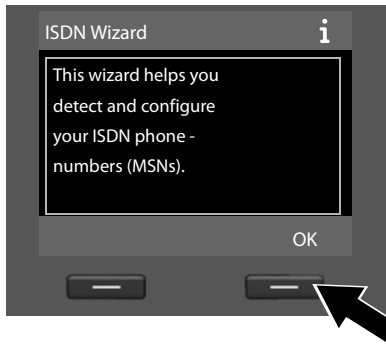 ISDN Wizard i
This wizard helps you
detect and configure
your ISDN phone -
numbers (MSNs).
OK